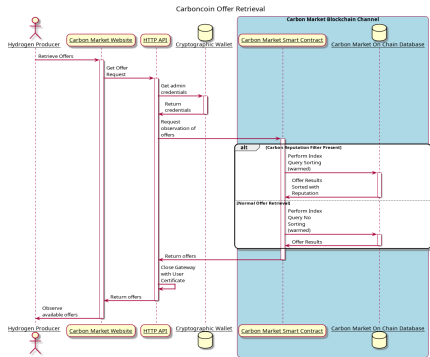 Carboncoin Offer Retrieval
Carbon Market Blockchain Channel
Hydrogen Producer
Carbon Market Website
HTTP API
Cryptographic Wallet
Carbon Market Smart Contract
Carbon Market On Chain Database
Retrieve Offers
Get Offer
Request
Get admin
credentials
Return
credentials
Request
observation of
offers
alt
[Carbon Reputation Filter Present]
Perform Index
Query Sorting
(warmed)
Offer Results
Sorted with
Reputation
[Normal Offer Retrieval]
Perform Index
Query No
Sorting
(warmed)
Offer Results
Return offers
Close Gateway
with User
Certificate
Return offers
Observe
available offers
Hydrogen Producer
Carbon Market Website
HTTP API
Cryptographic Wallet
Carbon Market Smart Contract
Carbon Market On Chain Database